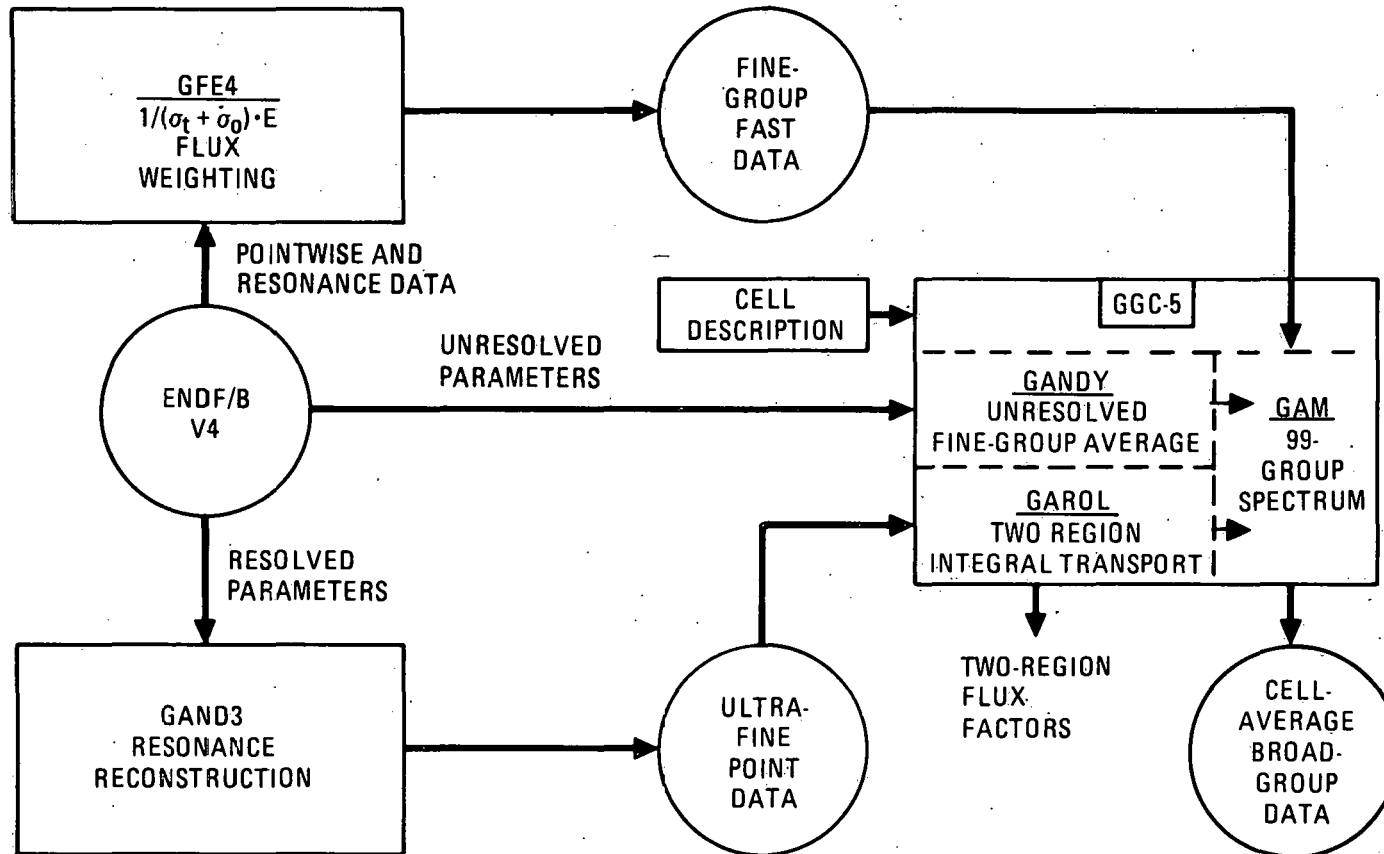 GFE4
1/(σt + σ0)·E
FLUX
WEIGHTING
FINE-
GROUP
FAST
DATA
POINTWISE AND
RESONANCE DATA
CELL
DESCRIPTION
GGC-5
UNRESOLVED
PARAMETERS
ENDF/B
V4
GANDY
UNRESOLVED
FINE-GROUP AVERAGE
GAM
99-
GROUP
SPECTRUM
GAROL
TWO REGION
INTEGRAL TRANSPORT
RESOLVED
PARAMETERS
GAND3
RESONANCE
RECONSTRUCTION
ULTRA-
FINE
POINT
DATA
TWO-REGION
FLUX
FACTORS
CELL-
AVERAGE
BROAD-
GROUP
DATA